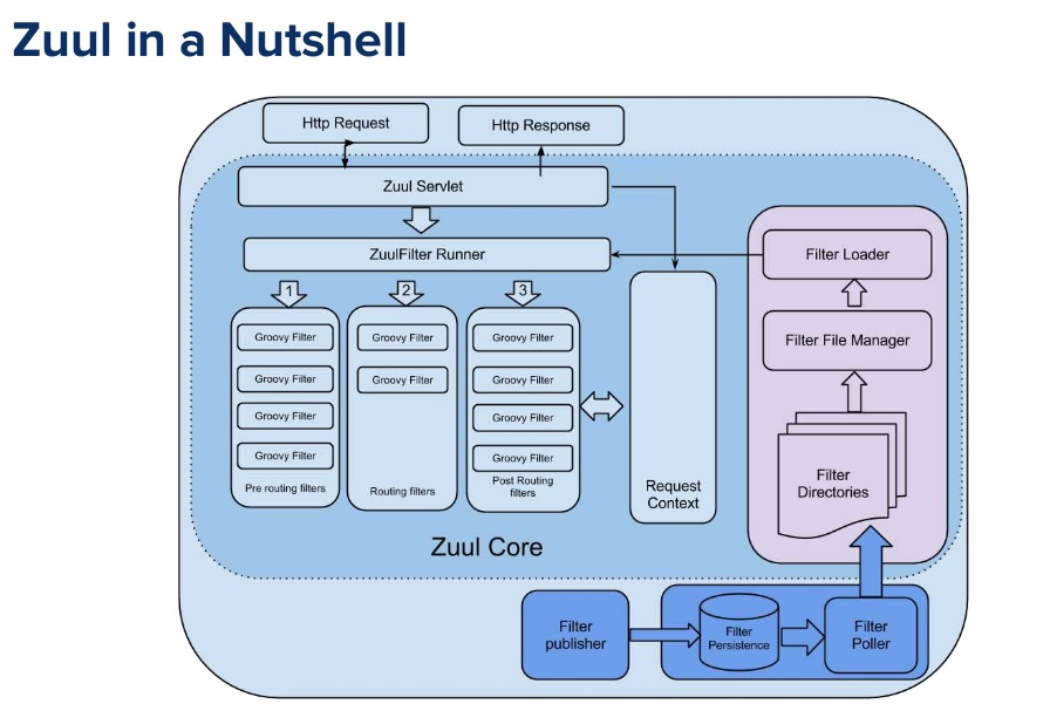 Zuul in a Nutshell
Http Request
Http Response
Zuul Servlet
ZuulFilter Runner
Filter Loader
1
2
3
Groovy Filter
Groovy Filter
Groovy Filter
Groovy Filter
Pre routing filters
Groovy Filter
Groovy Filter
Routing filters
Groovy Filter
Groovy Filter
Groovy Filter
Groovy Filter
Post Routing
filters
Request
Context
Filter File Manager
Filter
Directories
Zuul Core
Filter
publisher
Filter
Persistence
Filter
Poller